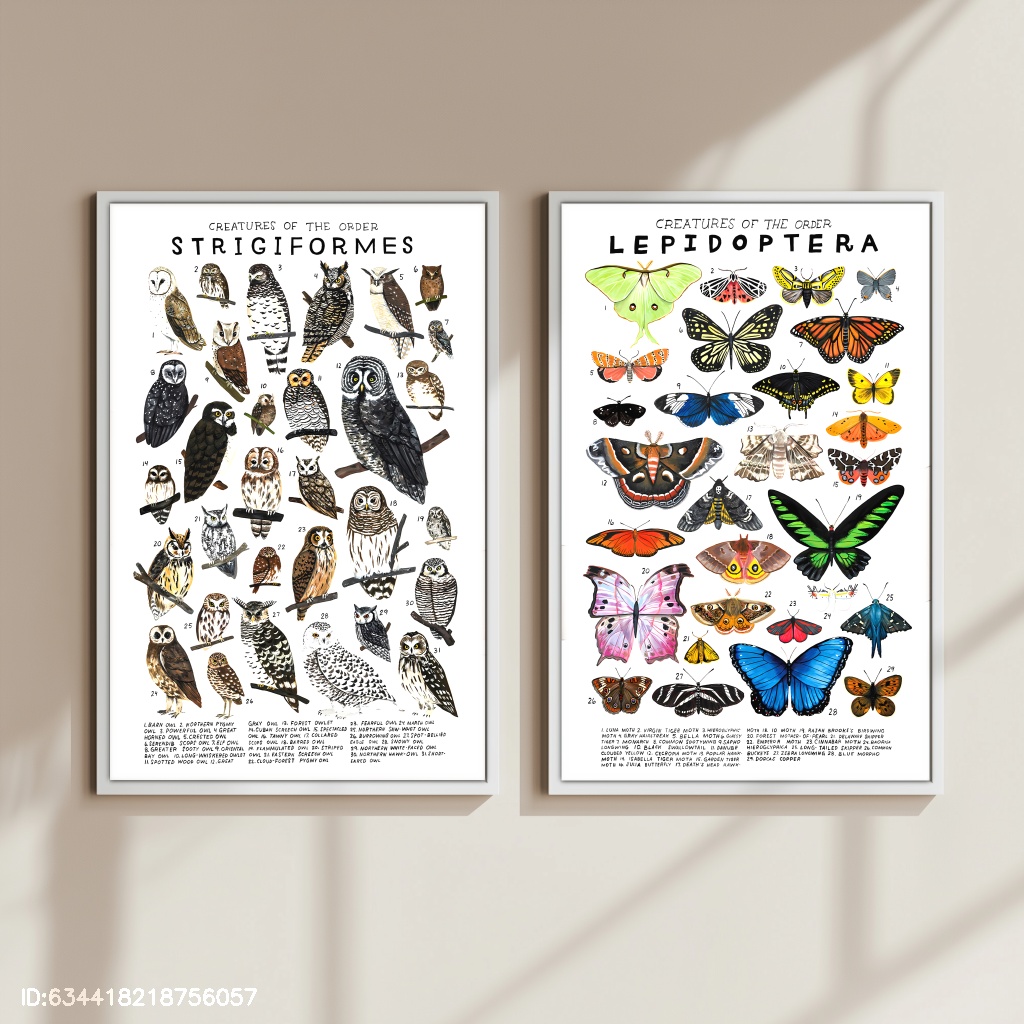 CREATURES OF THE ORDER
STRIGIFORMES
2
3
4
5
6
1
7
8
9
10
11
12
13
14
15
16
17
18
19
20
21
22
23
24
25
26
27
28
29
30
31
1. BARN OWL 2. NORTHERN PYGMY
OWL 3. POWERFUL OWL 4. GREAT
HORNED OWL 5. CRESTED OWL
6. SERENDIB SCOPS OWL 7. ELF OWL
8. GREATER SOOTY OWL 9. ORIENTAL
BAY OWL 10. LONG-WHISKERED OWLET
11. SPOTTED WOOD OWL 12. GREAT
GRAY OWL 13. FOREST OWLET
14. CUBAN SCREECH OWL 15. SPECTACLED
OWL 16. TAWNY OWL 17. COLLARED
SCOPS OWL 18. BARRED OWL
19. FLAMMULATED OWL 20. STRIPED
OWL 21. EASTERN SCREECH OWL
22. CLOUD-FOREST PYGMY OWL
23. FEARFUL OWL 24. MARSH OWL
25. NORTHERN SAW-WHET OWL
26. BURROWING OWL 27. SPOT-BELLIED
EAGLE OWL 28. SNOWY OWL
29. NORTHERN WHITE-FACED OWL
30. NORTHERN HAWK-OWL 31. SHORT-
EARED OWL
CREATURES OF THE ORDER
LEPIDOPTERA
1
2
3
4
5
6
7
8
9
10
11
12
13
14
15
16
17
18
19
20
21
22
23
24
25
26
27
28
29
1. LUNA MOTH 2. VIRGIN TIGER MOTH 3. HIEROGLYPHIC
MOTH 4. GRAY HAIRSTREAK 5. BELLA MOTH 6. GLASSY
TIGER 7. MONARCH 8. COMMON SOOTYWING 9. SAPHO
LONGWING 10. BLACK SWALLOWTAIL 11. DANUBE
CLOUDED YELLOW 12. CECROPIA MOTH 13. POPLAR HAWK-
MOTH 14. ISABELLA TIGER MOTH 15. GARDEN TIGER
MOTH 16. JULIA BUTTERFLY 17. DEATH'S HEAD HAWK-
MOTH 18. IO MOTH 19. RAJAH BROOKE'S BIRDWING
20. FOREST MOTHER-OF-PEARL 21. DELAWARE SKIPPER
22. EMPEROR MOTH 23. CINNABAR MOTH 24.
HIEROGLYPHICA 25. LONG-TAILED SKIPPER 26. COMMON
BUCKEYE 27. ZEBRA LONGWING 28. BLUE MORPHO
29. DORCAS COPPER
ID:634418218756057